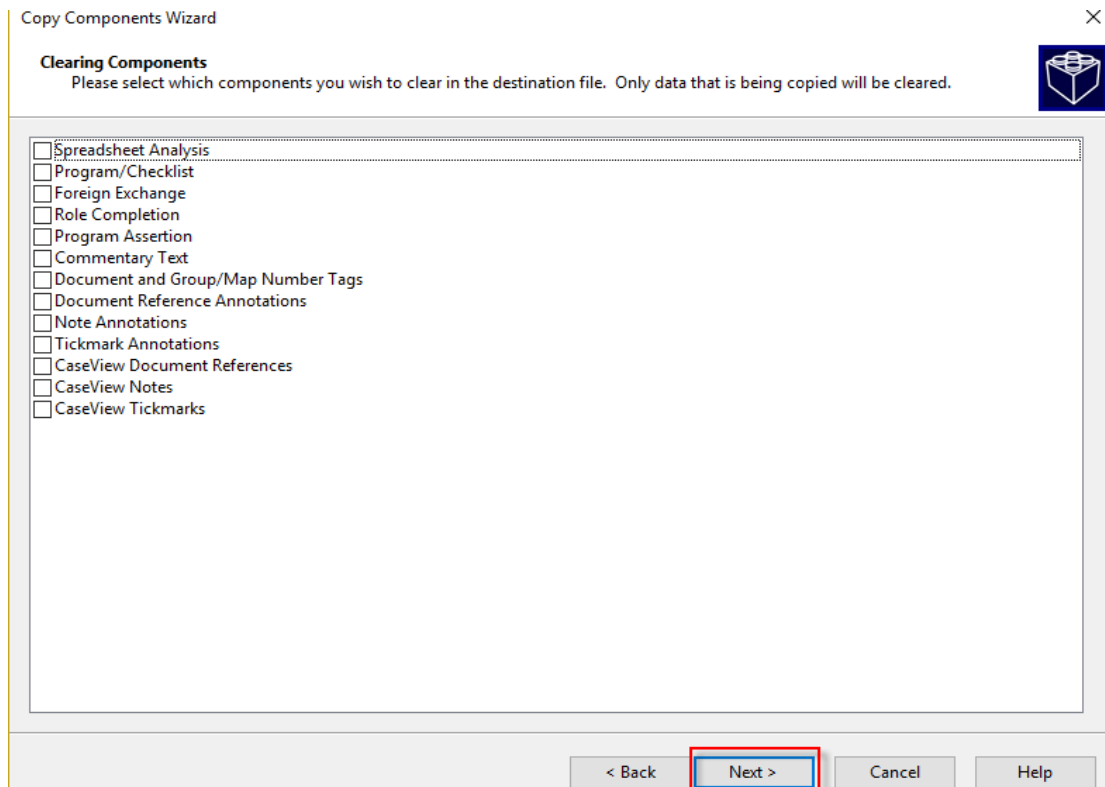 Copy Components Wizard
Clearing Components
Please select which components you wish to clear in the destination file.  Only data that is being copied will be cleared.
Spreadsheet Analysis
Program/Checklist
Foreign Exchange
Role Completion
Program Assertion
Commentary Text
Document and Group/Map Number Tags
Document Reference Annotations
Note Annotations
Tickmark Annotations
CaseView Document References
CaseView Notes
CaseView Tickmarks
< Back Next > Cancel Help